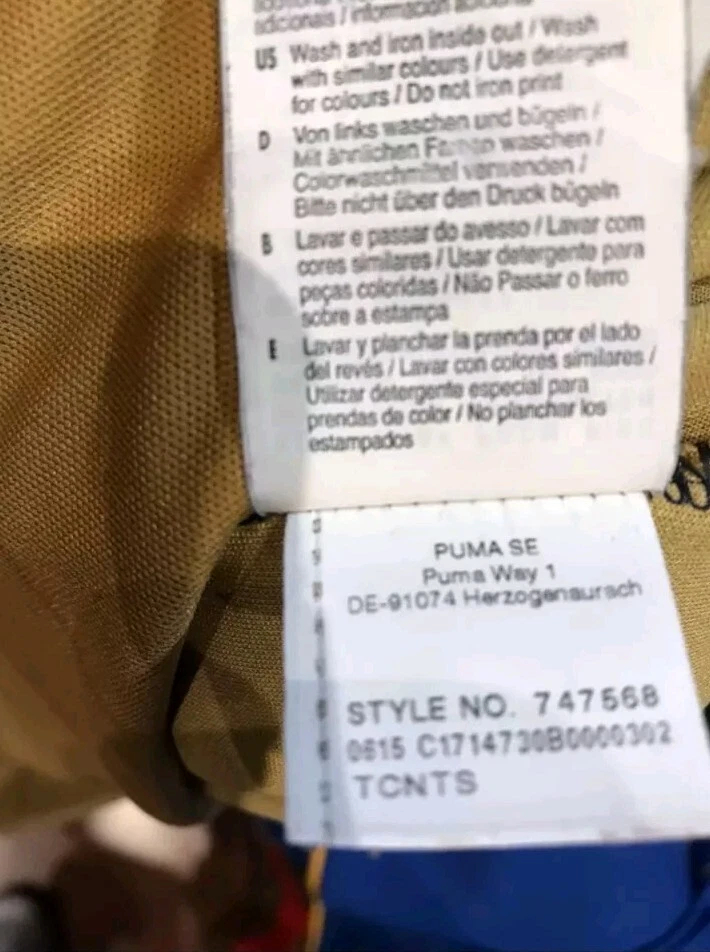 adicionais / información adicional
US Wash and iron inside out / Wash
with similar colours / Use detergent
for colours / Do not iron print
D Von links waschen und bügeln /
Mit ähnlichen Farben waschen /
Colorwaschmittel verwenden /
Bitte nicht über den Druck bügeln
B Lavar e passar do avesso / Lavar com
cores similares / Usar detergente para
peças coloridas / Não Passar o ferro
sobre a estampa
E Lavar y planchar la prenda por el lado
del revés / Lavar con colores similares /
Utilizar detergente especial para
prendas de color / No planchar los
estampados
PUMA SE
Puma Way 1
DE-91074 Herzogenaurach
STYLE NO. 747568
0615 C1714730B0000302
TCNTS